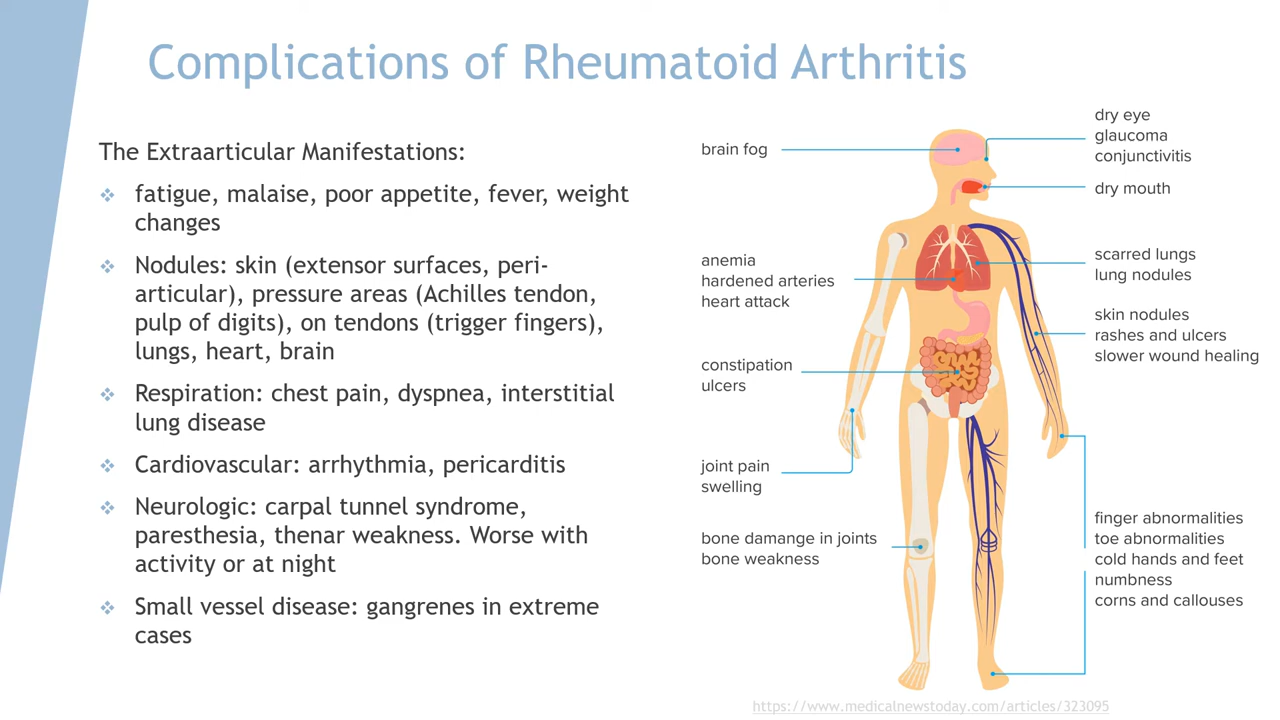 Complications of Rheumatoid Arthritis
The Extraarticular Manifestations:
❖ fatigue, malaise, poor appetite, fever, weight
changes
❖ Nodules: skin (extensor surfaces, peri-
articular), pressure areas (Achilles tendon,
pulp of digits), on tendons (trigger fingers),
lungs, heart, brain
❖ Respiration: chest pain, dyspnea, interstitial
lung disease
❖ Cardiovascular: arrhythmia, pericarditis
❖ Neurologic: carpal tunnel syndrome,
paresthesia, thenar weakness. Worse with
activity or at night
❖ Small vessel disease: gangrenes in extreme
cases
brain fog
anemia
hardened arteries
heart attack
constipation
ulcers
joint pain
swelling
bone damange in joints
bone weakness
dry eye
glaucoma
conjunctivitis
dry mouth
scarred lungs
lung nodules
skin nodules
rashes and ulcers
slower wound healing
finger abnormalities
toe abnormalities
cold hands and feet
numbness
corns and callouses
https://www.medicalnewstoday.com/articles/323095